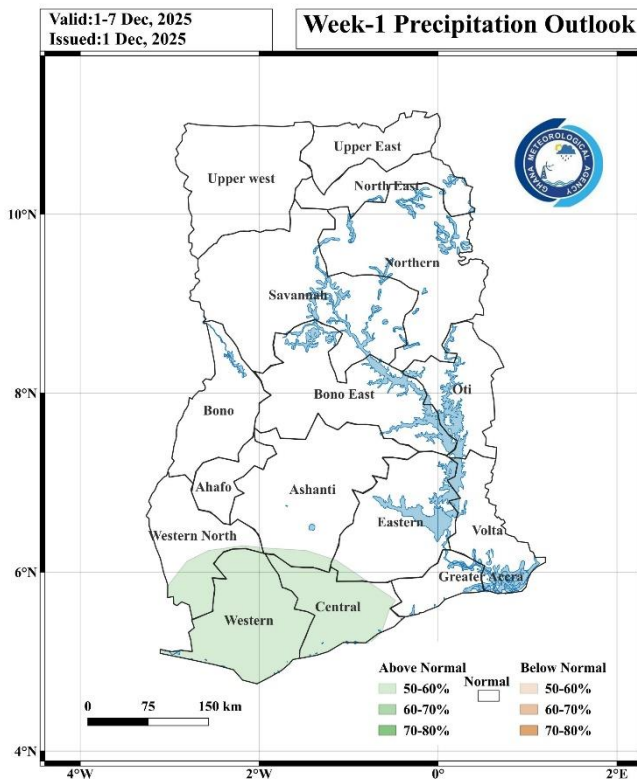 Valid:1-7 Dec, 2025
Issued:1 Dec, 2025
Week-1 Precipitation Outlook
GHANA METEOROLOGICAL AGENCY
Upper East
Upper west
North East
10°N
Northern
Savannah
8°N
Bono East
Oti
Bono
Ahafo
Ashanti
Western North
Eastern
Volta
6°N
Greater Accra
Western
Central
Above Normal
Normal
Below Normal
50-60%
50-60%
60-70%
60-70%
70-80%
70-80%
0 75 150 km
4°N
4°W 2°W 0° 2°E